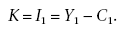 K = I₁ = Y₁ − C₁.